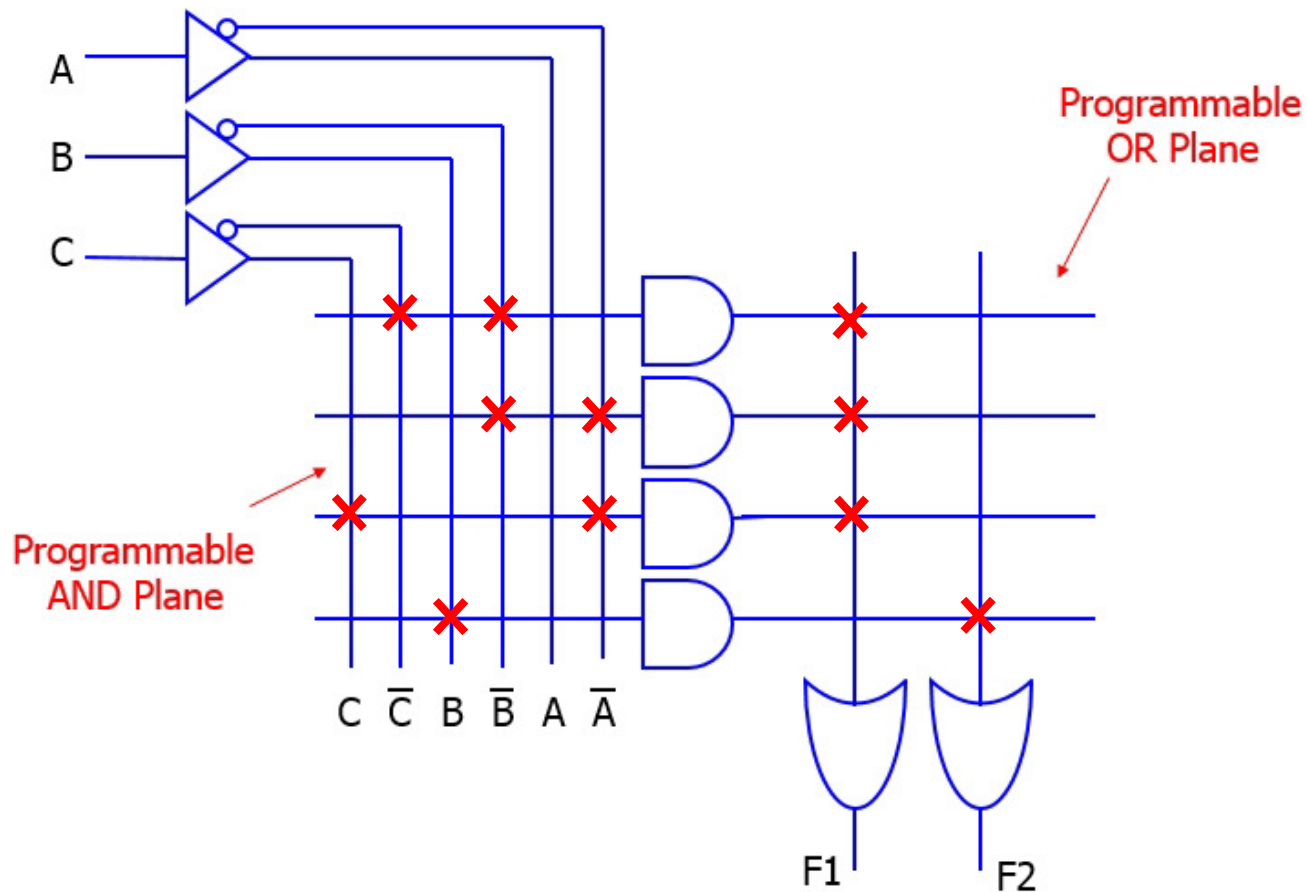 A
B
C
Programmable
OR Plane
Programmable
AND Plane
C C̅ B B̅ A A̅
F1 F2